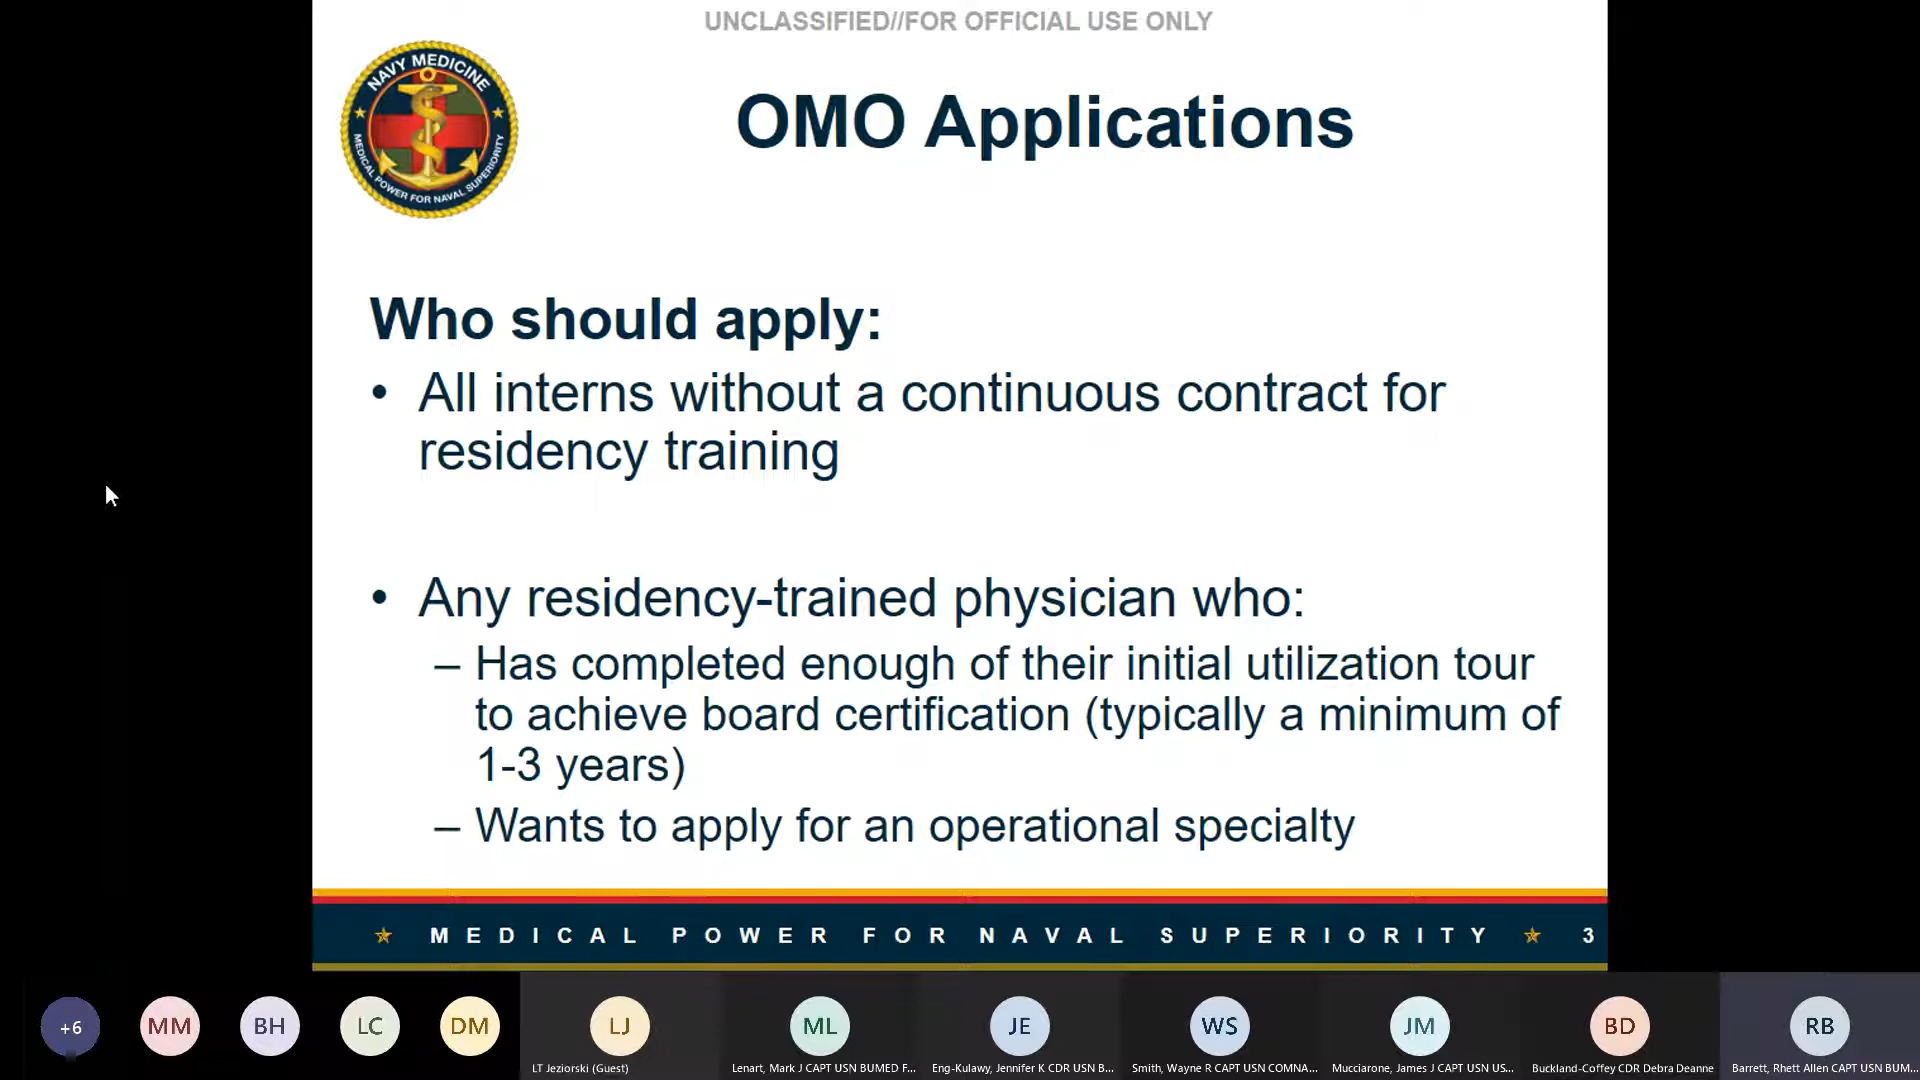 UNCLASSIFIED//FOR OFFICIAL USE ONLY
NAVY MEDICINE
MEDICAL POWER FOR NAVAL SUPERIORITY
OMO Applications
Who should apply:
• All interns without a continuous contract for
residency training
• Any residency-trained physician who:
– Has completed enough of their initial utilization tour
to achieve board certification (typically a minimum of
1-3 years)
– Wants to apply for an operational specialty
MEDICAL POWER FOR NAVAL SUPERIORITY 3
+6 MM BH LC DM LJ ML JE WS JM BD RB
LT Jeziorski (Guest) Lenart, Mark J CAPT USN BUMED F... Eng-Kulawy, Jennifer K CDR USN B... Smith, Wayne R CAPT USN COMNA... Mucciarone, James J CAPT USN US... Buckland-Coffey CDR Debra Deanne Barrett, Rhett Allen CAPT USN BUM...